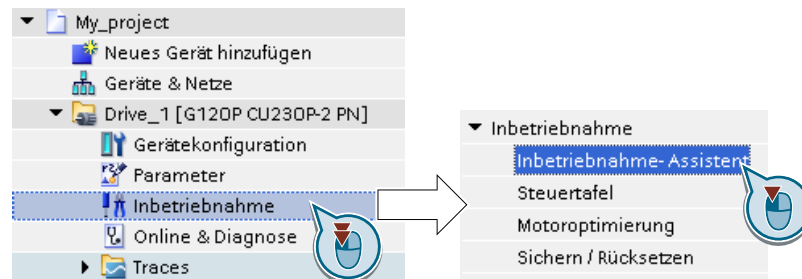 My_project
Neues Gerät hinzufügen
Geräte & Netze
Drive_1 [G120P CU230P-2 PN]
Gerätekonfiguration
Parameter
Inbetriebnahme
Online & Diagnose
Traces
Inbetriebnahme
Inbetriebnahme- Assistent
Steuertafel
Motoroptimierung
Sichern / Rücksetzen